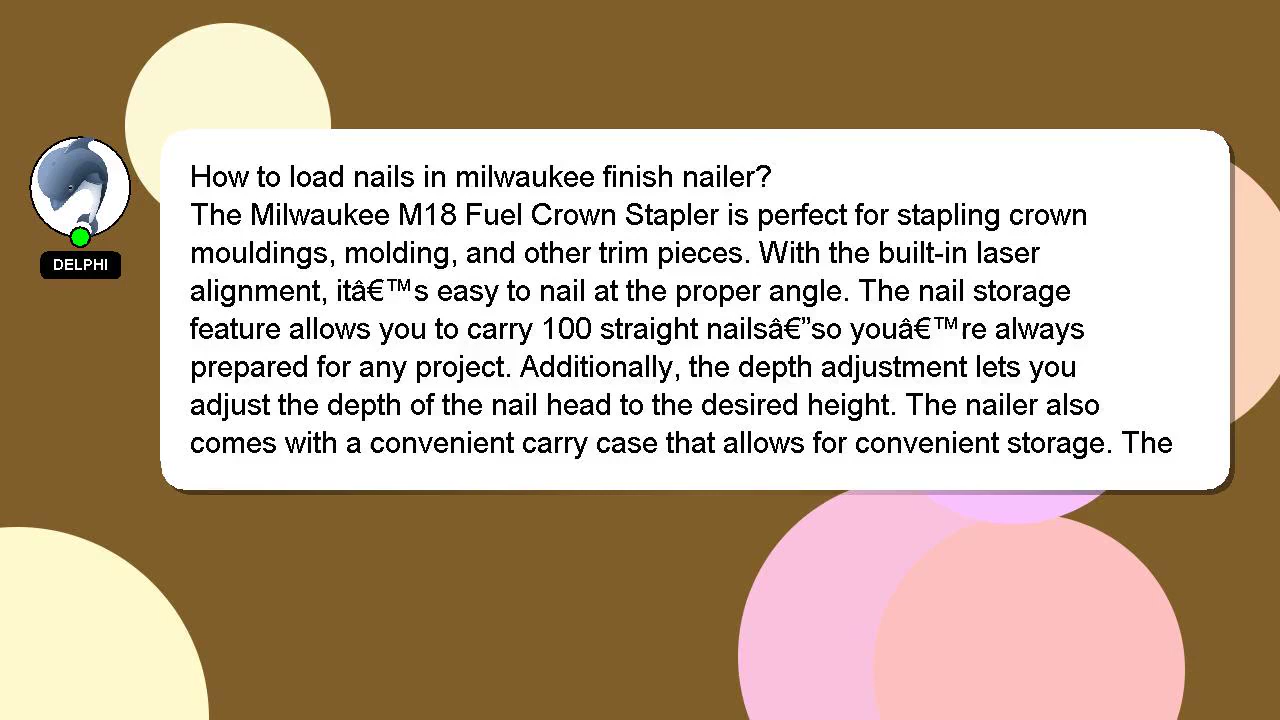 How to load nails in milwaukee finish nailer?
The Milwaukee M18 Fuel Crown Stapler is perfect for stapling crown
mouldings, molding, and other trim pieces. With the built-in laser
alignment, itâ€™s easy to nail at the proper angle. The nail storage
feature allows you to carry 100 straight nailsâ€”so youâ€™re always
prepared for any project. Additionally, the depth adjustment lets you
adjust the depth of the nail head to the desired height. The nailer also
comes with a convenient carry case that allows for convenient storage. The
DELPHI